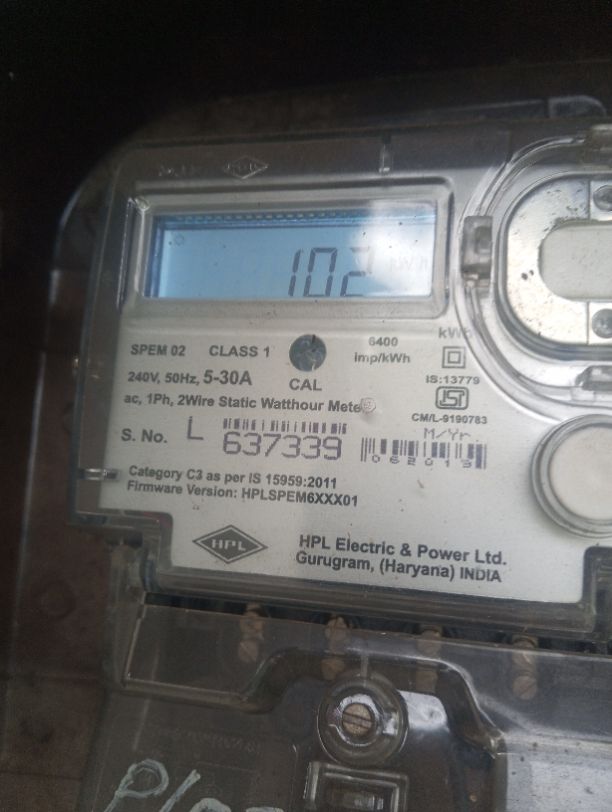 HPL
102 kWh
SPEM 02 CLASS 1
CAL
6400
imp/kWh
240V, 50Hz, 5-30A
ac, 1Ph, 2Wire Static Watthour Meter
IS:13779
CM/L-9190783
S. No. L 637339
M/Yr.
062013
Category C3 as per IS 15959:2011
Firmware Version: HPLSPEM6XXX01
HPL
HPL Electric & Power Ltd.
Gurugram, (Haryana) INDIA